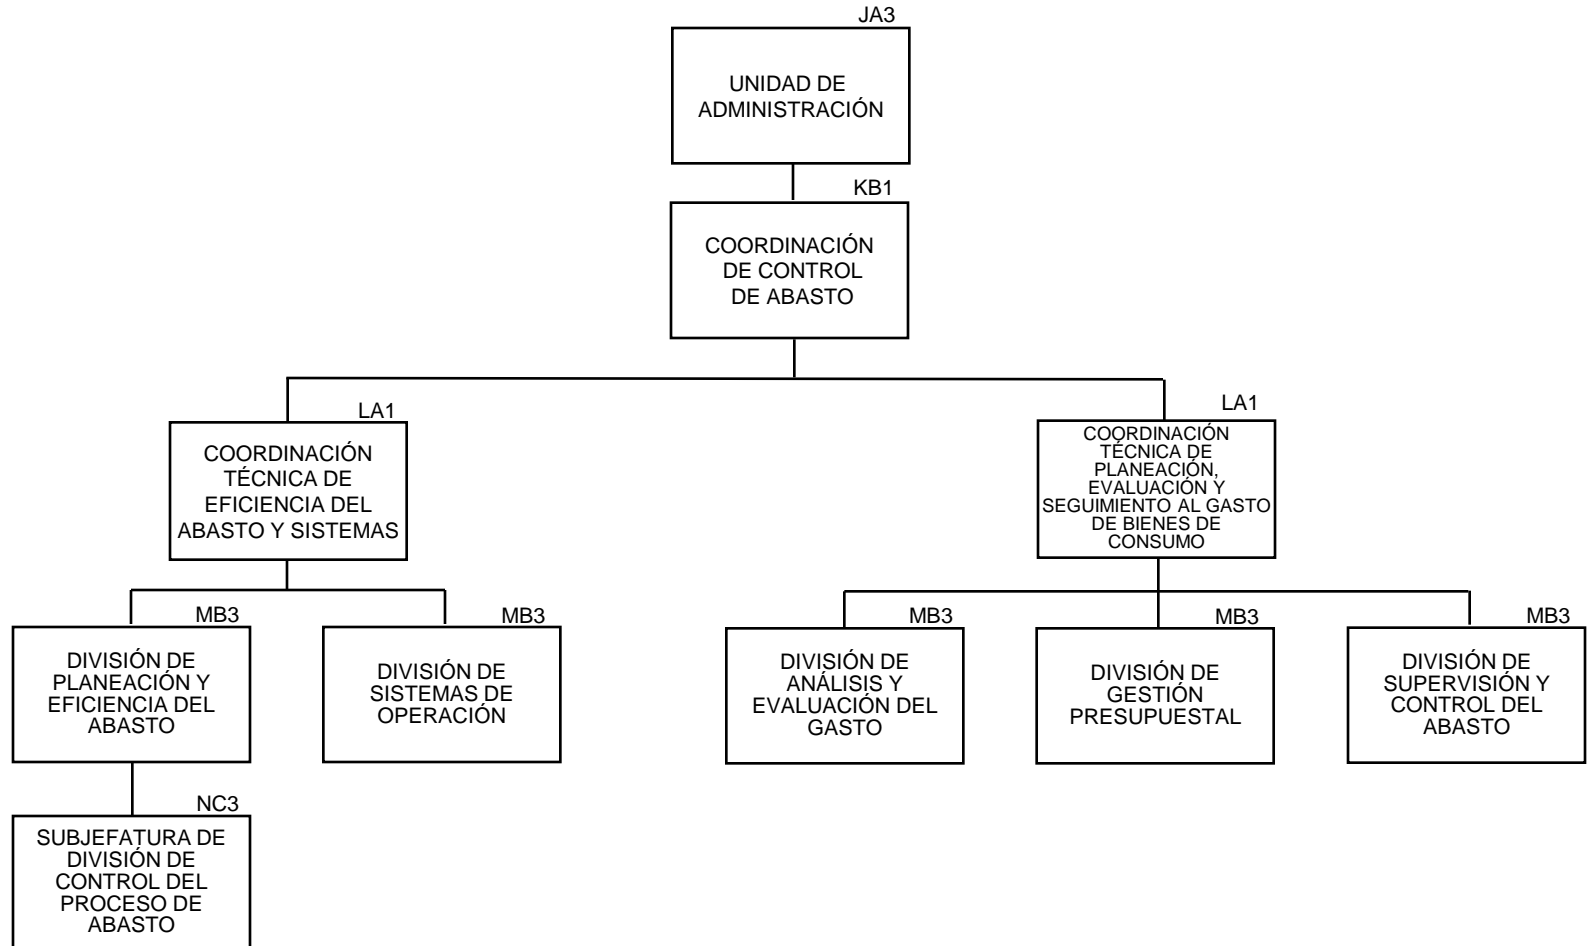 JA3
UNIDAD DE
ADMINISTRACIÓN
KB1
COORDINACIÓN
DE CONTROL
DE ABASTO
LA1
COORDINACIÓN
TÉCNICA DE
EFICIENCIA DEL
ABASTO Y SISTEMAS
LA1
COORDINACIÓN
TÉCNICA DE
PLANEACIÓN,
EVALUACIÓN Y
SEGUIMIENTO AL GASTO
DE BIENES DE
CONSUMO
MB3
DIVISIÓN DE
PLANEACIÓN Y
EFICIENCIA DEL
ABASTO
MB3
DIVISIÓN DE
SISTEMAS DE
OPERACIÓN
MB3
DIVISIÓN DE
ANÁLISIS Y
EVALUACIÓN DEL
GASTO
MB3
DIVISIÓN DE
GESTIÓN
PRESUPUESTAL
MB3
DIVISIÓN DE
SUPERVISIÓN Y
CONTROL DEL
ABASTO
NC3
SUBJEFATURA DE
DIVISIÓN DE
CONTROL DEL
PROCESO DE
ABASTO